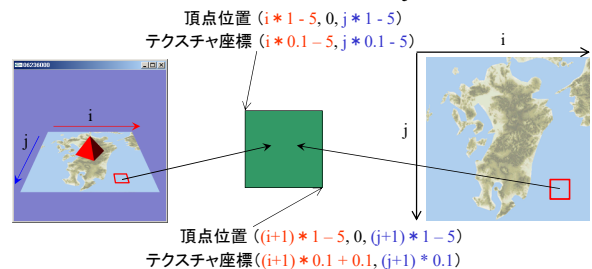 頂点位置 (i * 1 - 5, 0, j * 1 - 5)
テクスチャ座標 (i * 0.1 – 5, j * 0.1 - 5)
06236000
i
j
i
j
頂点位置 ((i+1) * 1 – 5, 0, (j+1) * 1 – 5)
テクスチャ座標 ((i+1) * 0.1 + 0.1, (j+1) * 0.1)